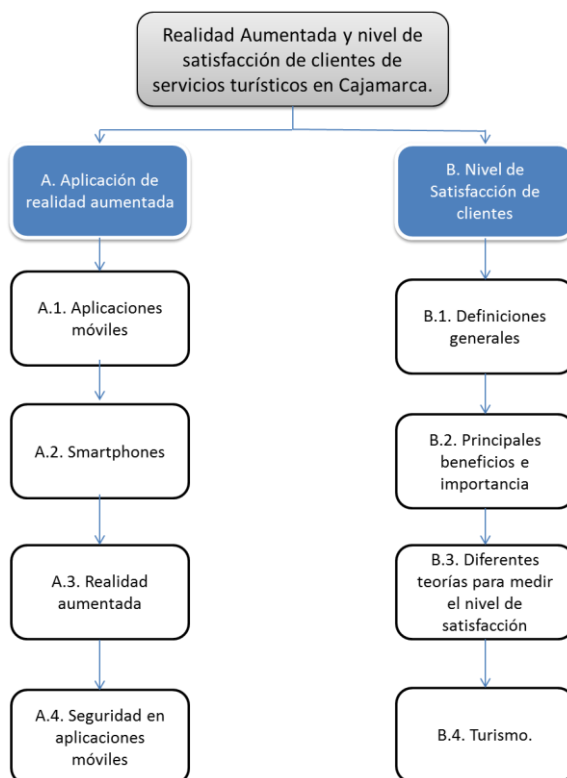 Realidad Aumentada y nivel de
satisfacción de clientes de
servicios turísticos en Cajamarca.
A. Aplicación de
realidad aumentada
B. Nivel de
Satisfacción de
clientes
A.1. Aplicaciones
móviles
B.1. Definiciones
generales
A.2. Smartphones
B.2. Principales
beneficios e
importancia
A.3. Realidad
aumentada
B.3. Diferentes
teorías para medir
el nivel de
satisfacción
A.4. Seguridad en
aplicaciones
móviles
B.4. Turismo.